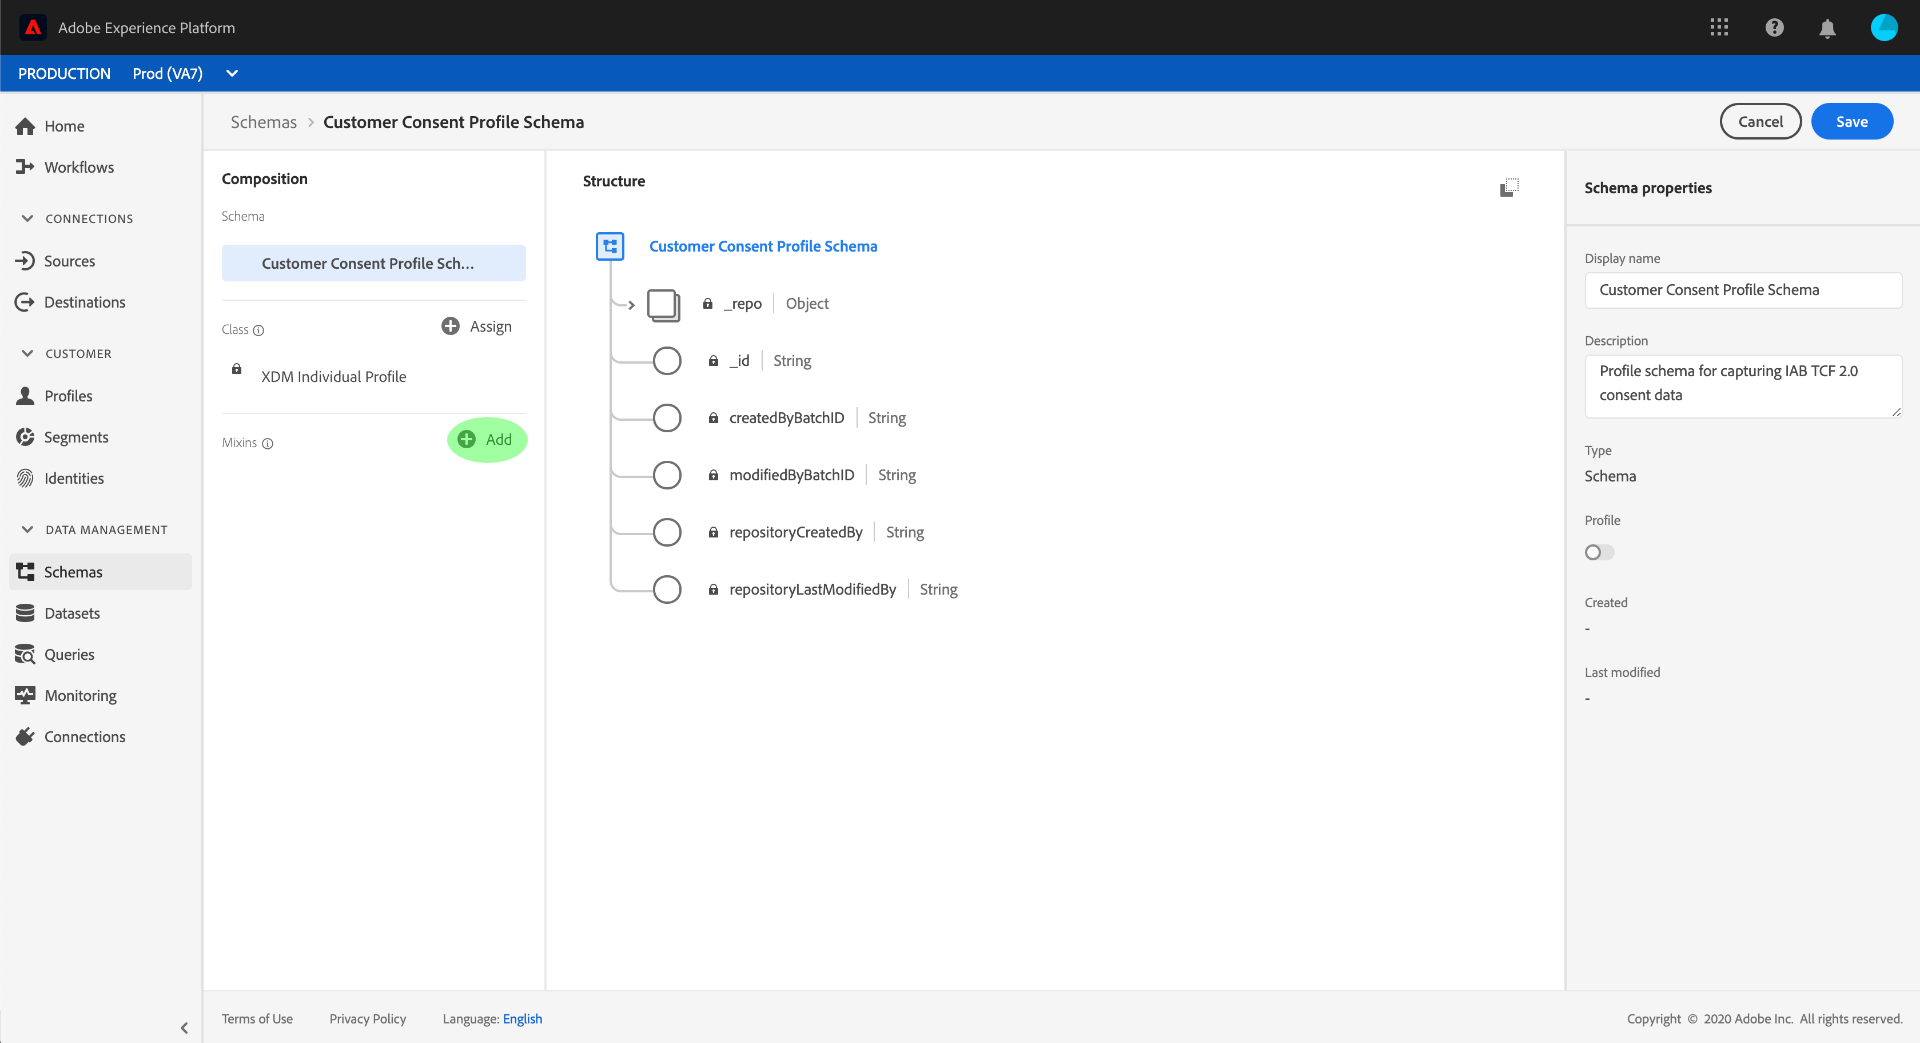 Adobe Experience Platform
PRODUCTION Prod (VA7)
Home
Workflows
CONNECTIONS
Sources
Destinations
CUSTOMER
Profiles
Segments
Identities
DATA MANAGEMENT
Schemas
Datasets
Queries
Monitoring
Connections
Schemas > Customer Consent Profile Schema
Cancel
Save
Composition
Schema
Customer Consent Profile Sch...
Class
Assign
XDM Individual Profile
Mixins
Add
Structure
Customer Consent Profile Schema
_repo Object
_id String
createdByBatchID String
modifiedByBatchID String
repositoryCreatedBy String
repositoryLastModifiedBy String
Schema properties
Display name
Customer Consent Profile Schema
Description
Profile schema for capturing IAB TCF 2.0
consent data
Type
Schema
Profile
Created
-
Last modified
-
Terms of Use Privacy Policy Language: English
Copyright © 2020 Adobe Inc. All rights reserved.